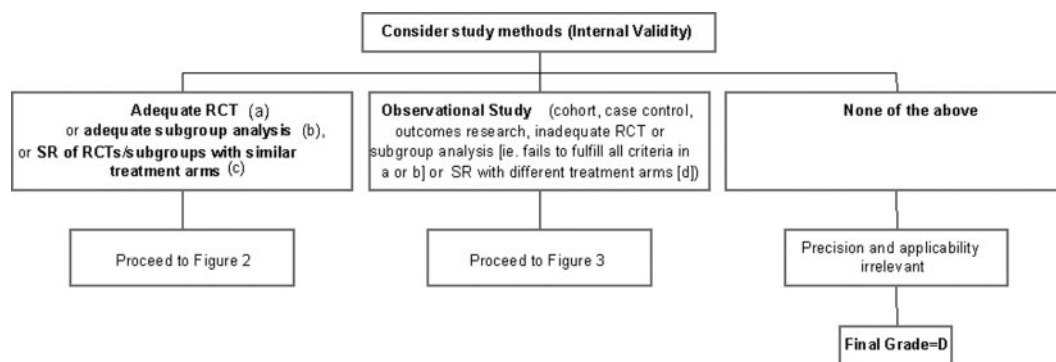 Consider study methods (Internal Validity)
Adequate RCT (a)
or adequate subgroup analysis (b),
or SR of RCTs/subgroups with similar
treatment arms (c)
Observational Study (cohort, case control,
outcomes research, inadequate RCT or
subgroup analysis [ie. fails to fulfill all criteria in
a or b] or SR with different treatment arms [d])
None of the above
Proceed to Figure 2
Proceed to Figure 3
Precision and applicability
irrelevant
Final Grade=D